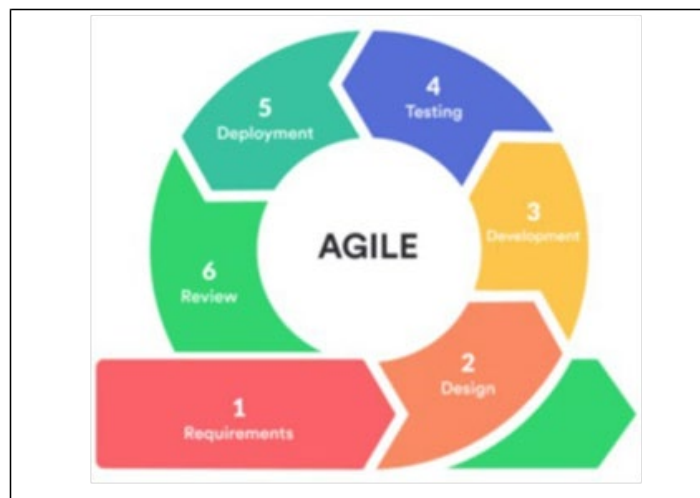 AGILE
1
Requirements
2
Design
3
Development
4
Testing
5
Deployment
6
Review